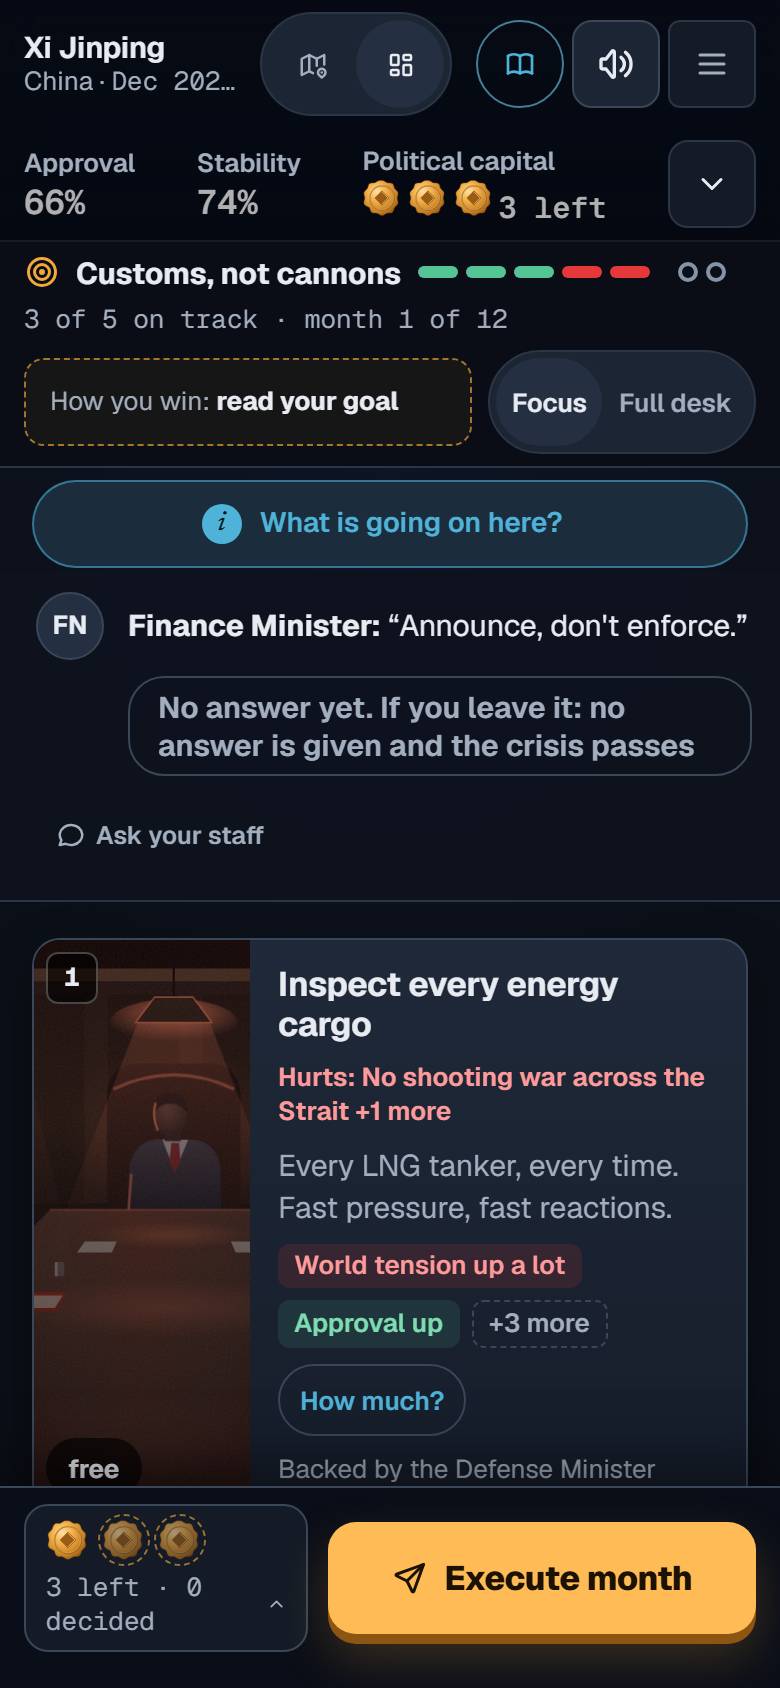 Xi Jinping
China · Dec 202…
Approval
66%
Stability
74%
Political capital
3 left
Customs, not cannons
3 of 5 on track · month 1 of 12
How you win: read your goal
Focus
Full desk
i What is going on here?
FN
Finance Minister: “Announce, don't enforce.”
No answer yet. If you leave it: no
answer is given and the crisis passes
Ask your staff
1
Inspect every energy
cargo
Hurts: No shooting war across the
Strait +1 more
Every LNG tanker, every time.
Fast pressure, fast reactions.
World tension up a lot
Approval up
+3 more
How much?
free
Backed by the Defense Minister
3 left · 0
decided
Execute month